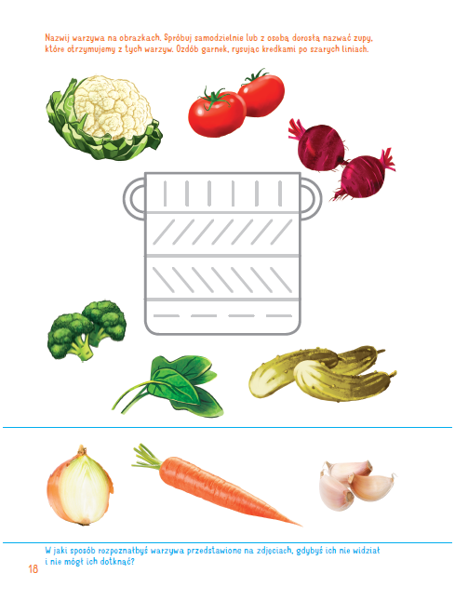 Nazwij warzywa na obrazkach. Spróbuj samodzielnie lub z osobą dorosłą nazwać zupy,
które otrzymujemy z tych warzyw. Ozdób garnek, rysując kredkami po szarych liniach.
W jaki sposób rozpoznałbyś warzywa przedstawione na zdjęciach, gdybyś ich nie widział
i nie mógł ich dotknąć?
18